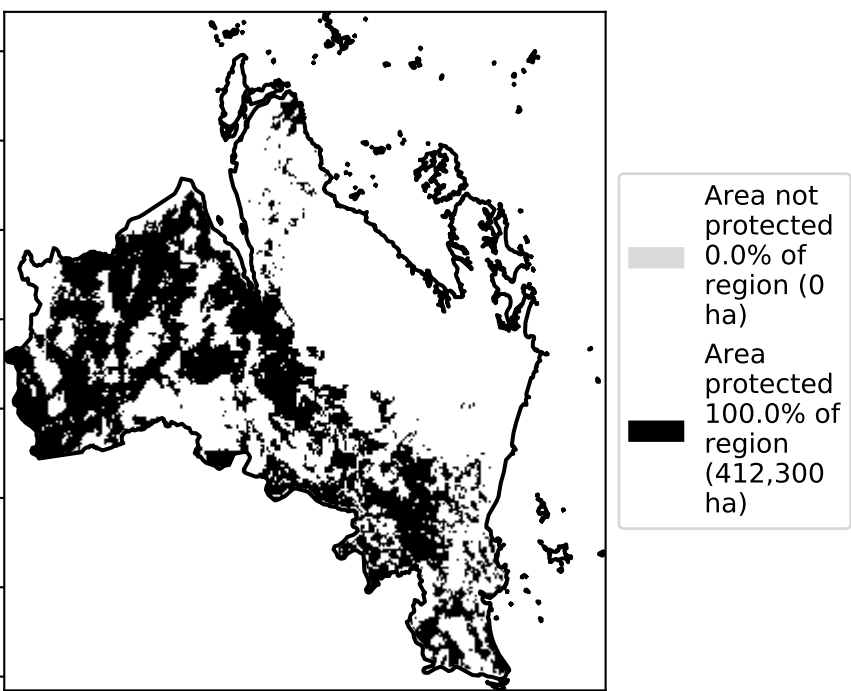 Area not
protected
0.0% of
region (0
ha)
Area
protected
100.0% of
region
(412,300
ha)